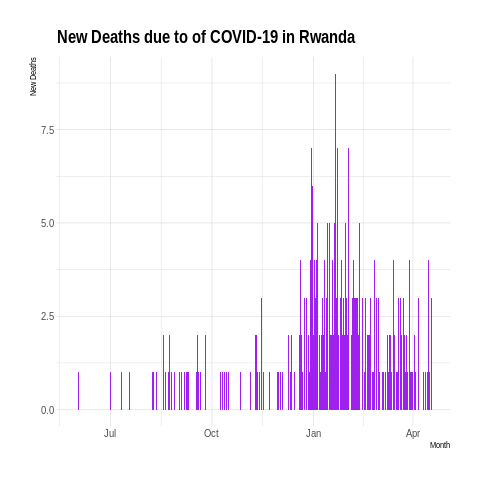 New Deaths due to of COVID-19 in Rwanda
New Deaths
7.5
5.0
2.5
0.0
Jul Oct Jan Apr
Month